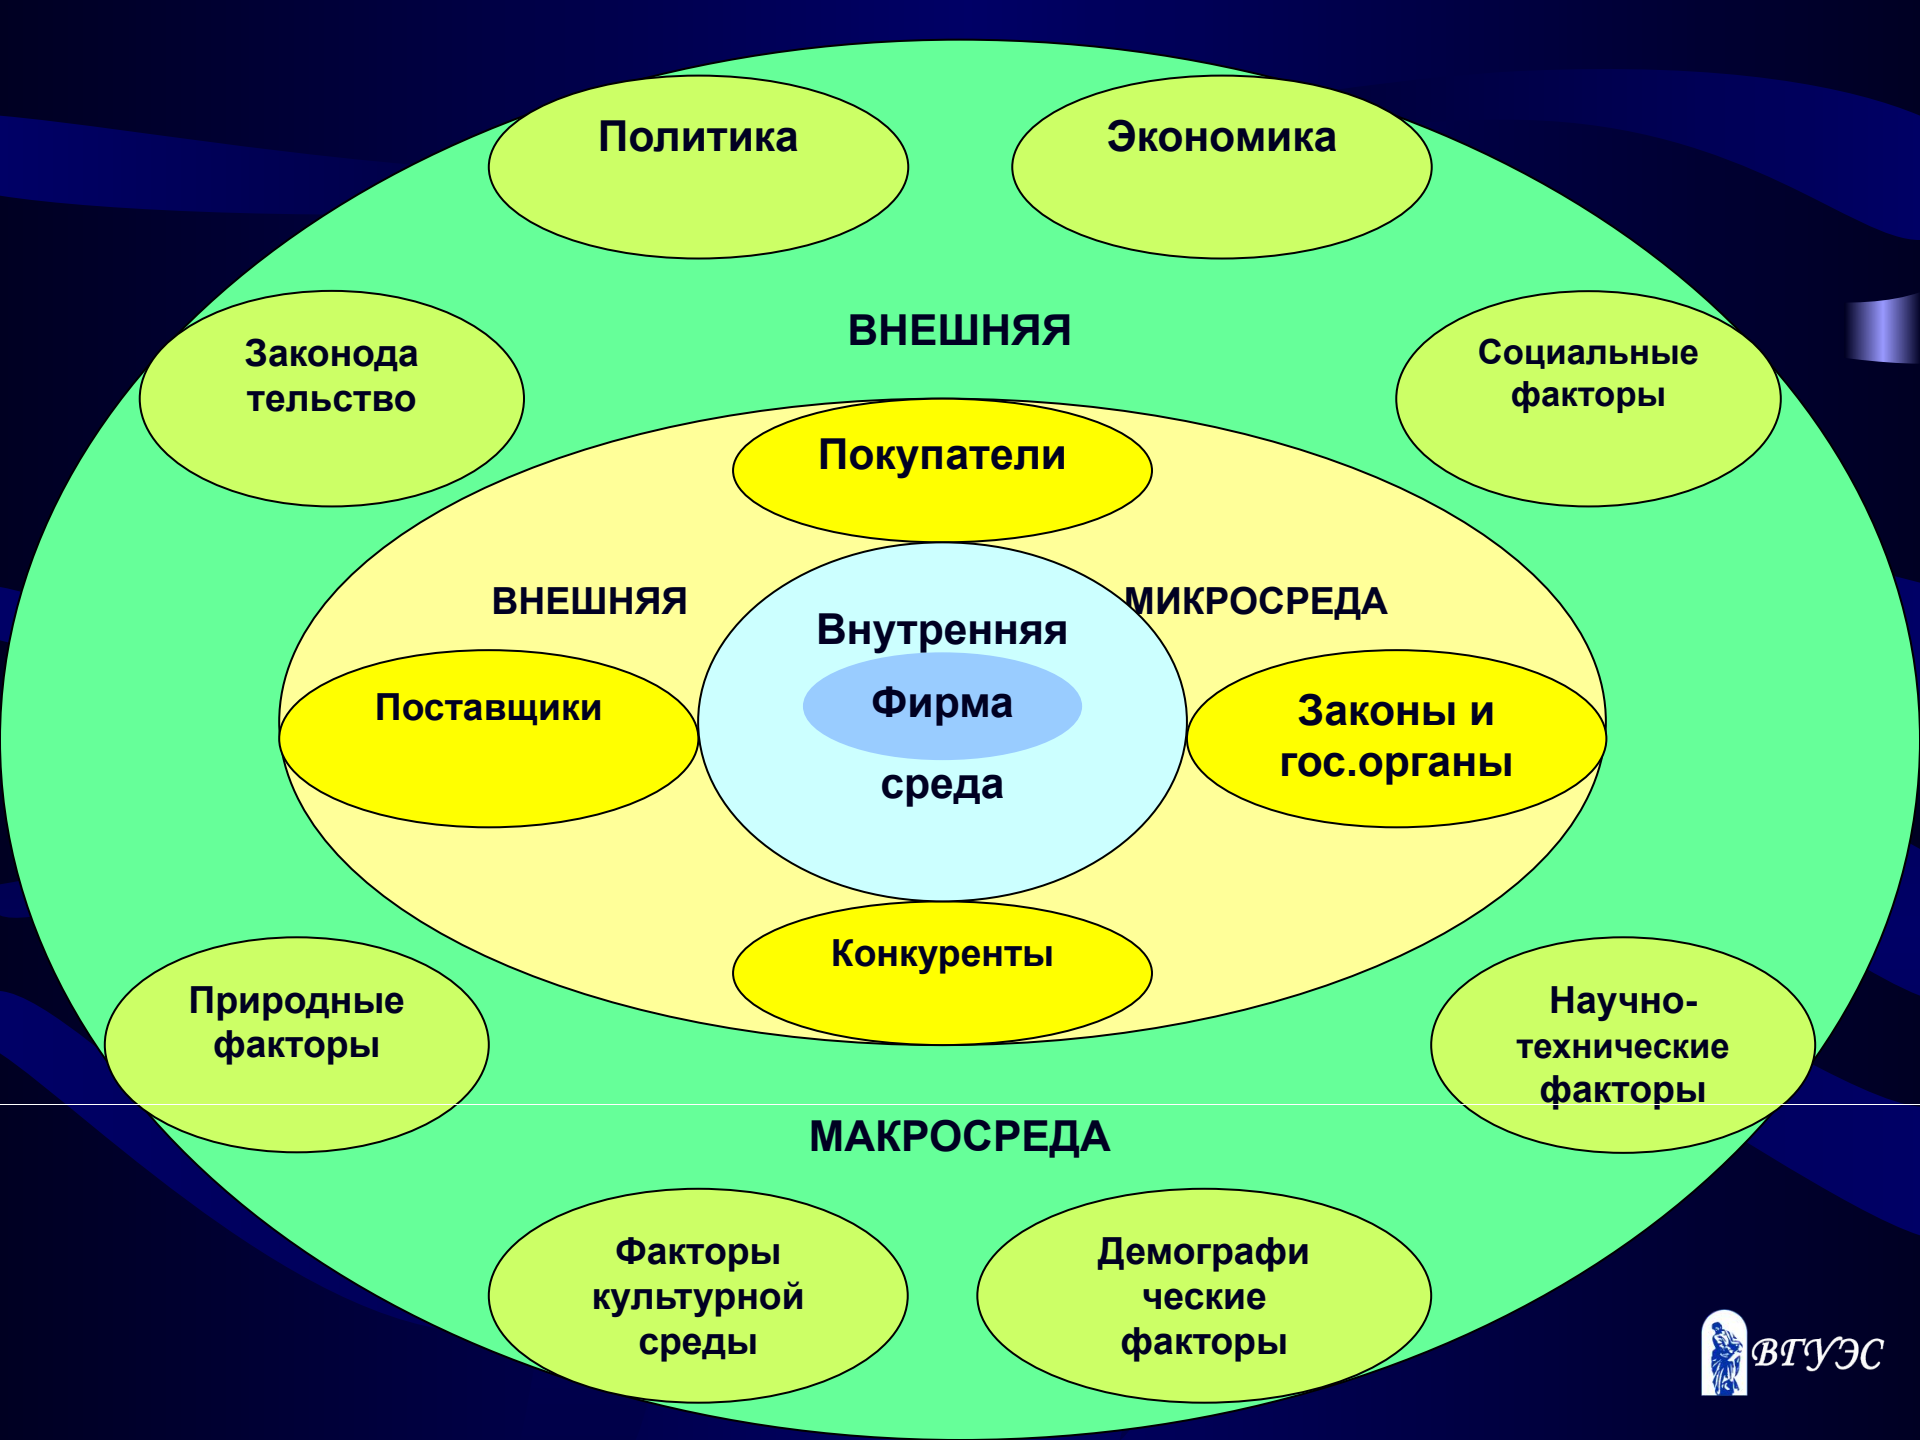 Политика
Экономика
ВНЕШНЯЯ
Законода
тельство
Социальные
факторы
Покупатели
ВНЕШНЯЯ
МИКРОСРЕДА
Внутренняя
Фирма
среда
Поставщики
Законы и
гос.органы
Конкуренты
Природные
факторы
Научно-
технические
факторы
МАКРОСРЕДА
Факторы
культурной
среды
Демографи
ческие
факторы
ВГУЭС